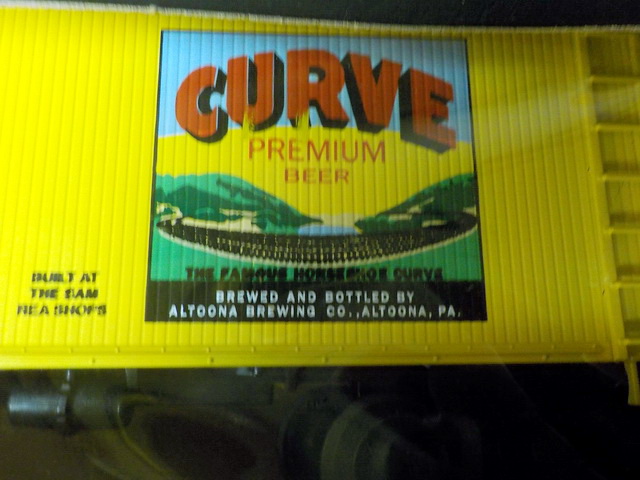 CURVE
PREMIUM
BEER
THE FAMOUS HORSESHOE CURVE
BREWED AND BOTTLED BY
ALTOONA BREWING CO., ALTOONA, PA.
BUILT AT
THE SAM
REA SHOPS